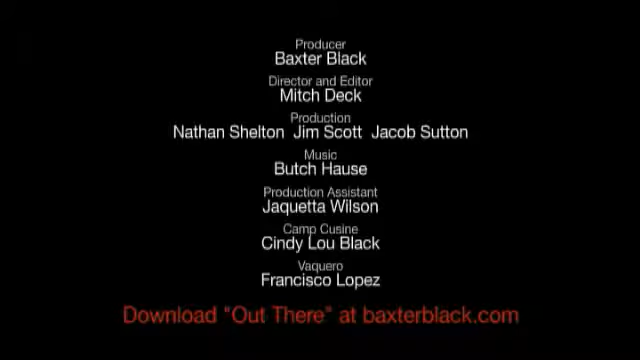 Producer
Baxter Black
Director and Editor
Mitch Deck
Production
Nathan Shelton  Jim Scott  Jacob Sutton
Music
Butch Hause
Production Assistant
Jaquetta Wilson
Camp Cusine
Cindy Lou Black
Vaquero
Francisco Lopez
Download "Out There" at baxterblack.com